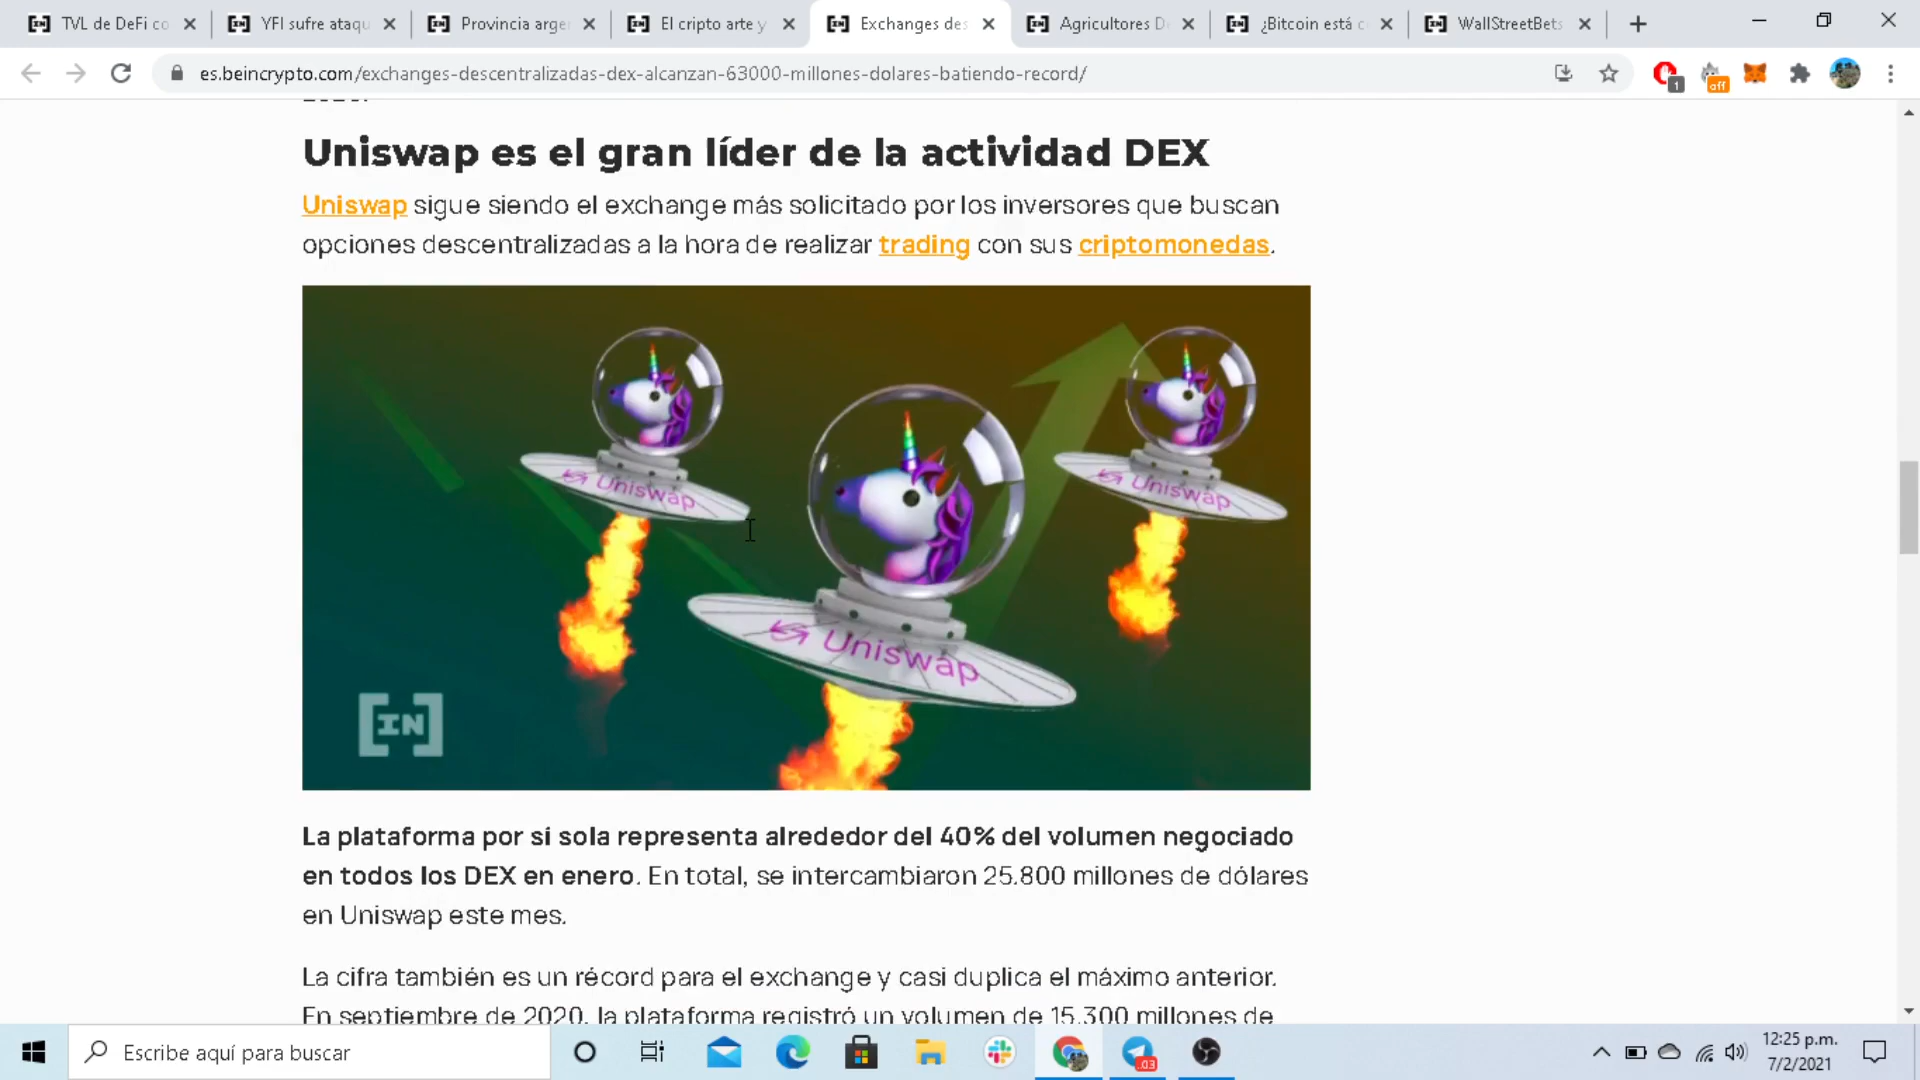 TVL de DeFi co
YFI sufre ataqu
Provincia arge
El cripto arte y
Exchanges des
Agricultores D
¿Bitcoin está c
WallStreetBets
es.beincrypto.com/exchanges-descentralizadas-dex-alcanzan-63000-millones-dolares-batiendo-record/
1
off
Uniswap es el gran líder de la actividad DEX
Uniswap sigue siendo el exchange más solicitado por los inversores que buscan
opciones descentralizadas a la hora de realizar trading con sus criptomonedas.
Uniswap
Uniswap
Uniswap
[IN]
La plataforma por sí sola representa alrededor del 40% del volumen negociado
en todos los DEX en enero. En total, se intercambiaron 25.800 millones de dólares
en Uniswap este mes.
La cifra también es un récord para el exchange y casi duplica el máximo anterior.
En septiembre de 2020, la plataforma registró un volumen de 15.300 millones de
Escribe aquí para buscar
..03
12:25 p.m.
7/2/2021